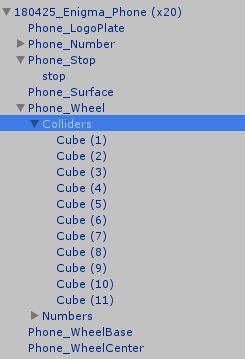 180425_Enigma_Phone (x20)
Phone_LogoPlate
Phone_Number
Phone_Stop
stop
Phone_Surface
Phone_Wheel
Colliders
Cube (1)
Cube (2)
Cube (3)
Cube (4)
Cube (5)
Cube (6)
Cube (7)
Cube (8)
Cube (9)
Cube (10)
Cube (11)
Numbers
Phone_WheelBase
Phone_WheelCenter